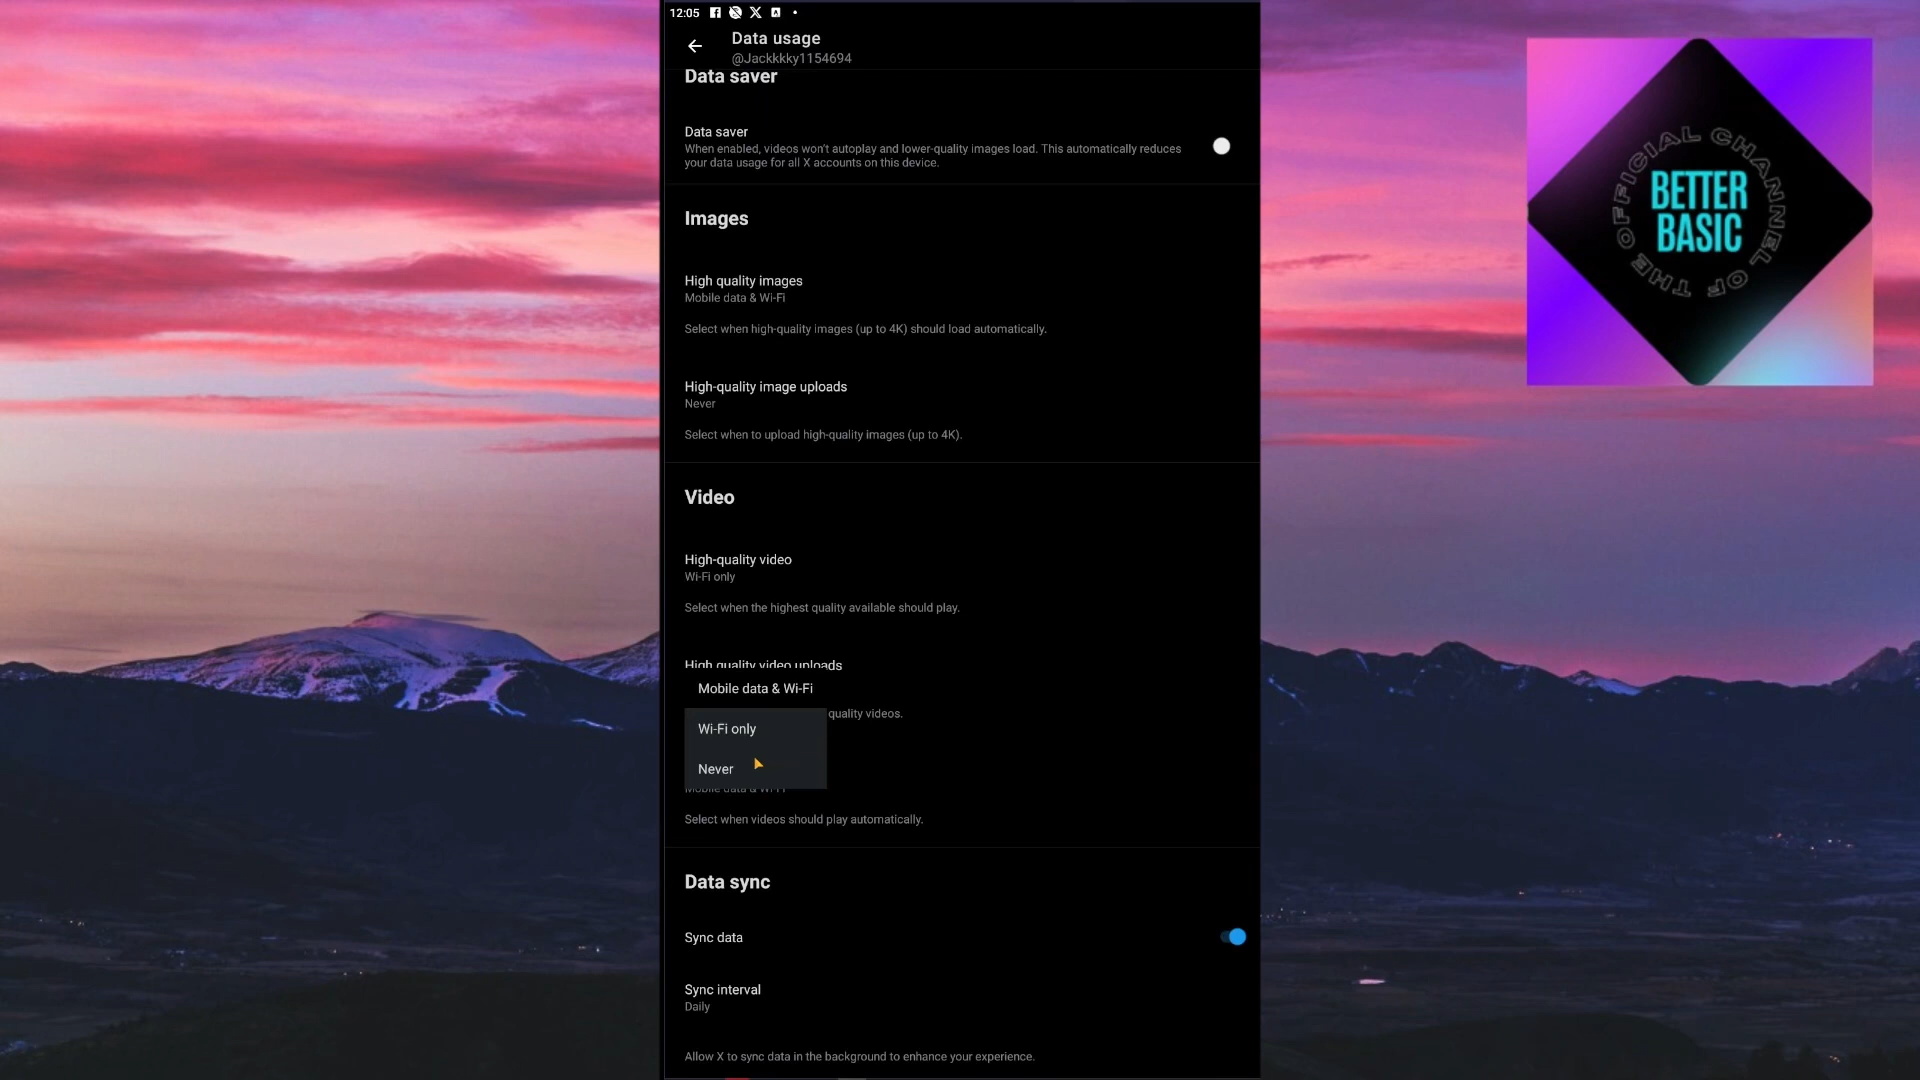 12:05
Data usage
@Jackkkky1154694
Data saver
Data saver
When enabled, videos won't autoplay and lower-quality images load. This automatically reduces
your data usage for all X accounts on this device.
Images
High quality images
Mobile data & Wi-Fi
Select when high-quality images (up to 4K) should load automatically.
High-quality image uploads
Never
Select when to upload high-quality images (up to 4K).
Video
High-quality video
Wi-Fi only
Select when the highest quality available should play.
High quality video uploads
Mobile data & Wi-Fi
quality videos.
Wi-Fi only
Never
Mobile data & Wi-Fi
Select when videos should play automatically.
Data sync
Sync data
Sync interval
Daily
Allow X to sync data in the background to enhance your experience.
OFFICIAL CHANNEL OF THE
BETTER
BASIC